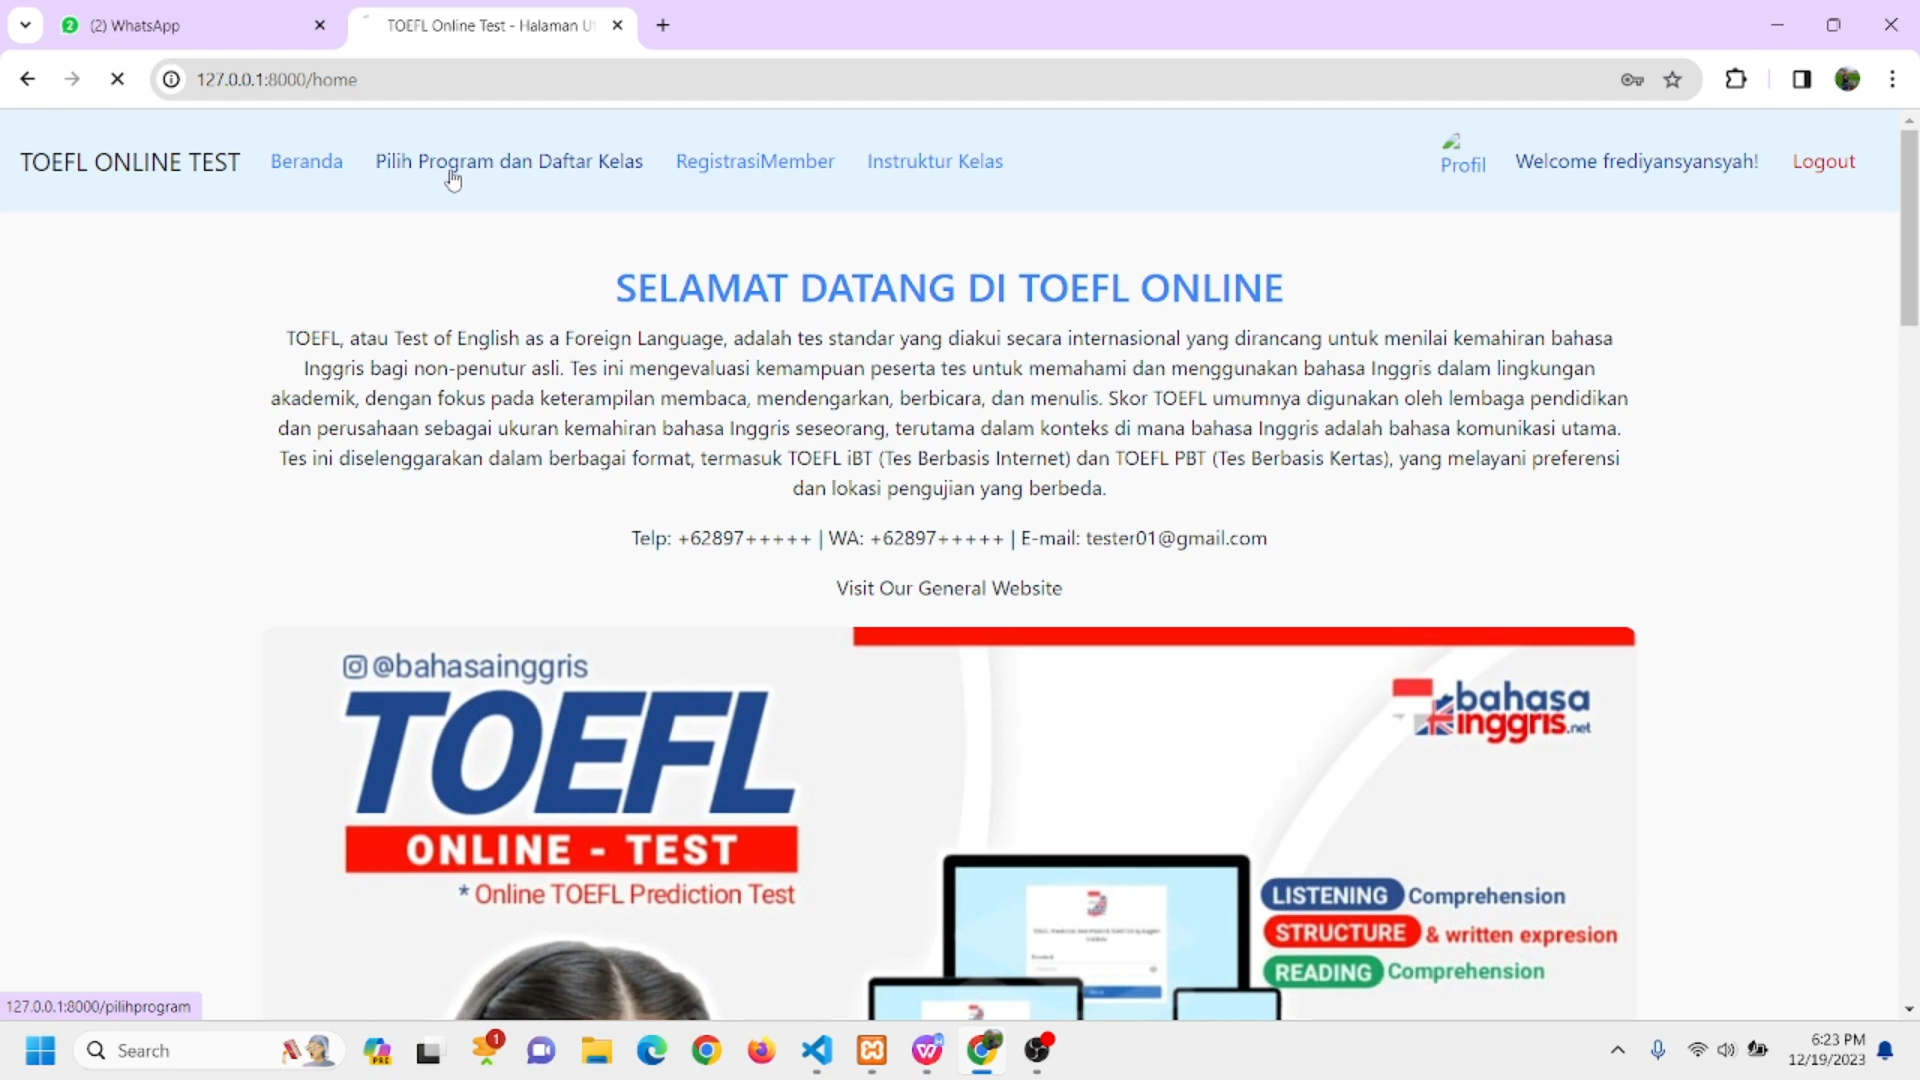 (2) WhatsApp
TOEFL Online Test - Halaman Ut
127.0.0.1:8000/home
TOEFL ONLINE TEST Beranda Pilih Program dan Daftar Kelas RegistrasiMember Instruktur Kelas Profil Welcome frediyansyansyah! Logout
SELAMAT DATANG DI TOEFL ONLINE
TOEFL, atau Test of English as a Foreign Language, adalah tes standar yang diakui secara internasional yang dirancang untuk menilai kemahiran bahasa
Inggris bagi non-penutur asli. Tes ini mengevaluasi kemampuan peserta tes untuk memahami dan menggunakan bahasa Inggris dalam lingkungan
akademik, dengan fokus pada keterampilan membaca, mendengarkan, berbicara, dan menulis. Skor TOEFL umumnya digunakan oleh lembaga pendidikan
dan perusahaan sebagai ukuran kemahiran bahasa Inggris seseorang, terutama dalam konteks di mana bahasa Inggris adalah bahasa komunikasi utama.
Tes ini diselenggarakan dalam berbagai format, termasuk TOEFL iBT (Tes Berbasis Internet) dan TOEFL PBT (Tes Berbasis Kertas), yang melayani preferensi
dan lokasi pengujian yang berbeda.
Telp: +62897+++++ | WA: +62897+++++ | E-mail: tester01@gmail.com
Visit Our General Website
@bahasainggris
TOEFL
ONLINE - TEST
* Online TOEFL Prediction Test
bahasa
inggris.net
LISTENING Comprehension
STRUCTURE & written expresion
READING Comprehension
127.0.0.1:8000/pilihprogram
Search
PRE
1
6:23 PM
12/19/2023